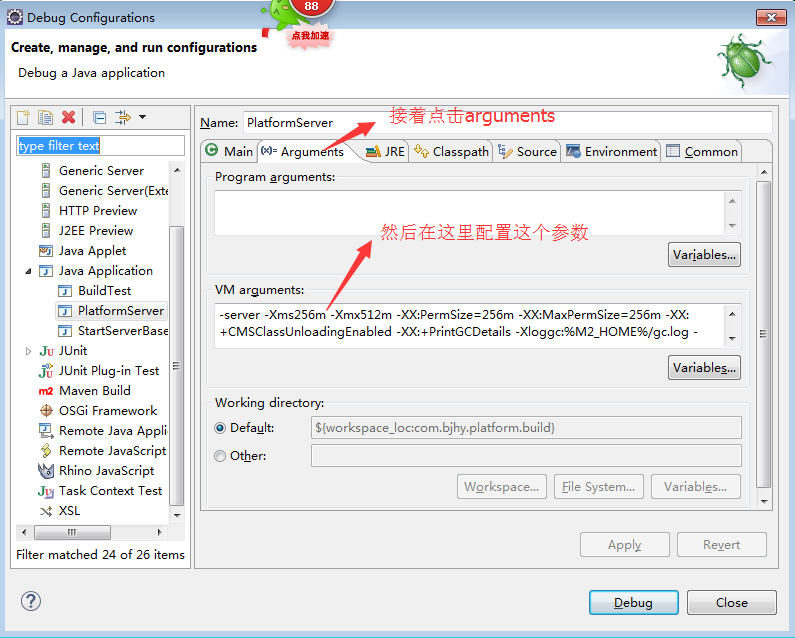 Debug Configurations
88
点我加速
Create, manage, and run configurations
Debug a Java application
type filter text
Generic Server
Generic Server(Exte
HTTP Preview
J2EE Preview
Java Applet
Java Application
BuildTest
PlatformServer
StartServerBase
JUnit
JUnit Plug-in Test
Maven Build
OSGi Framework
Remote Java Appli
Remote JavaScript
Rhino JavaScript
Task Context Test
XSL
Filter matched 24 of 26 items
Name: PlatformServer
接着点击arguments
Main Arguments JRE Classpath Source Environment Common
Program arguments:
然后在这里配置这个参数
Variables...
VM arguments:
-server -Xms256m -Xmx512m -XX:PermSize=256m -XX:MaxPermSize=256m -XX:
+CMSClassUnloadingEnabled -XX:+PrintGCDetails -Xloggc:%M2_HOME%/gc.log -
Variables...
Working directory:
Default: ${workspace_loc:com.bjhy.platform.build}
Other:
Workspace... File System... Variables...
Apply Revert
Debug Close